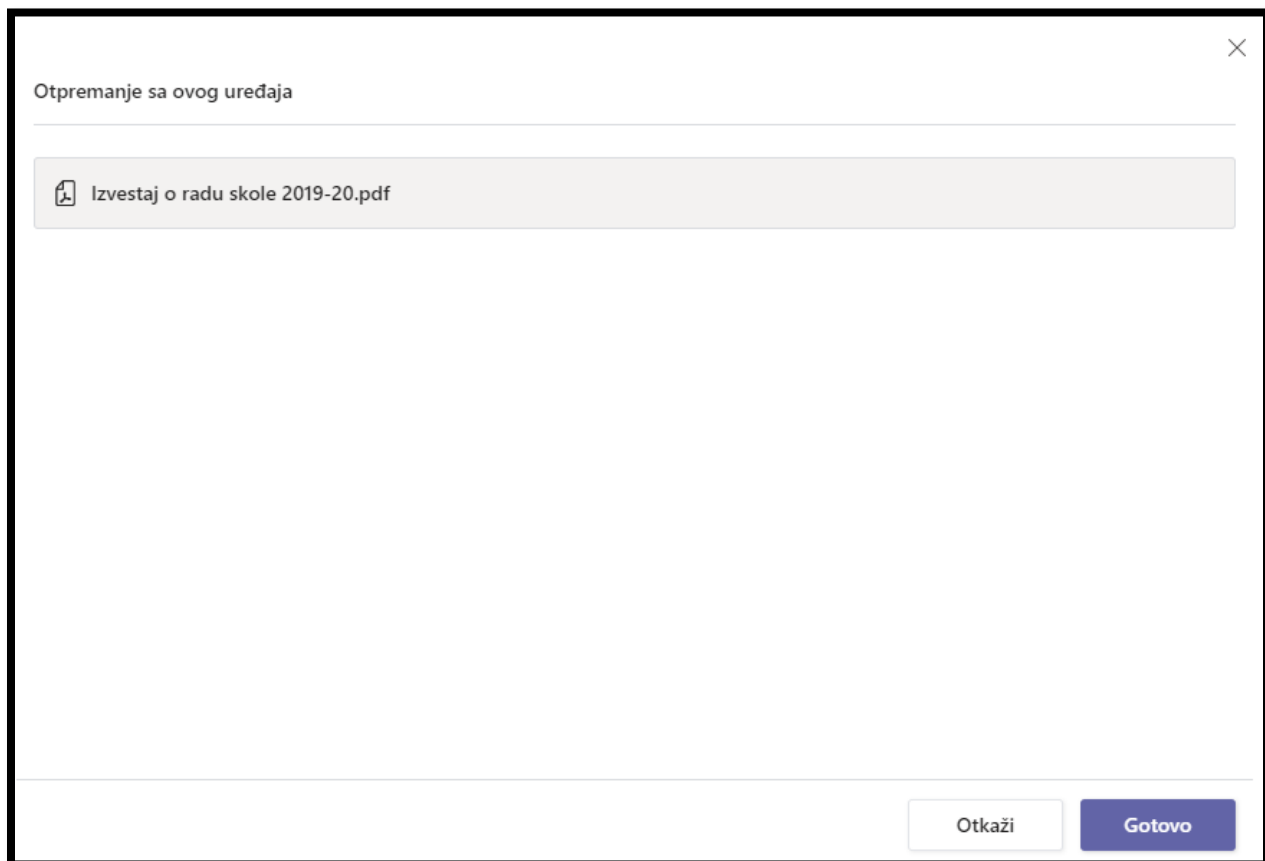 Otpremanje sa ovog uređaja
Izvestaj o radu skole 2019-20.pdf
Otkaži
Gotovo